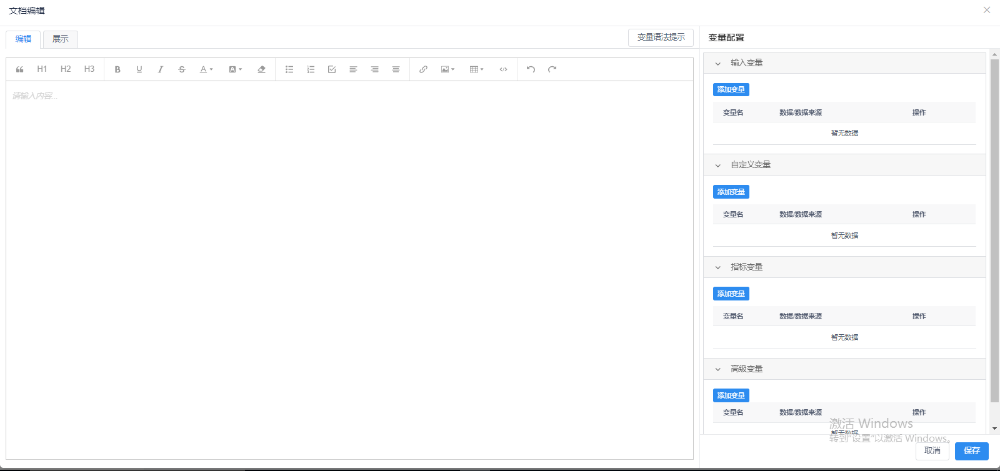 文档编辑
编辑
展示
变量语法提示
H1 H2 H3 B U I S A A
请输入内容...
变量配置
输入变量
添加变量
变量名 数据/数据来源 操作
暂无数据
自定义变量
添加变量
变量名 数据/数据来源 操作
暂无数据
指标变量
添加变量
变量名 数据/数据来源 操作
暂无数据
高级变量
添加变量
变量名 数据/数据来源 操作
暂无数据
激活 Windows
转到"设置"以激活 Windows。
取消
保存